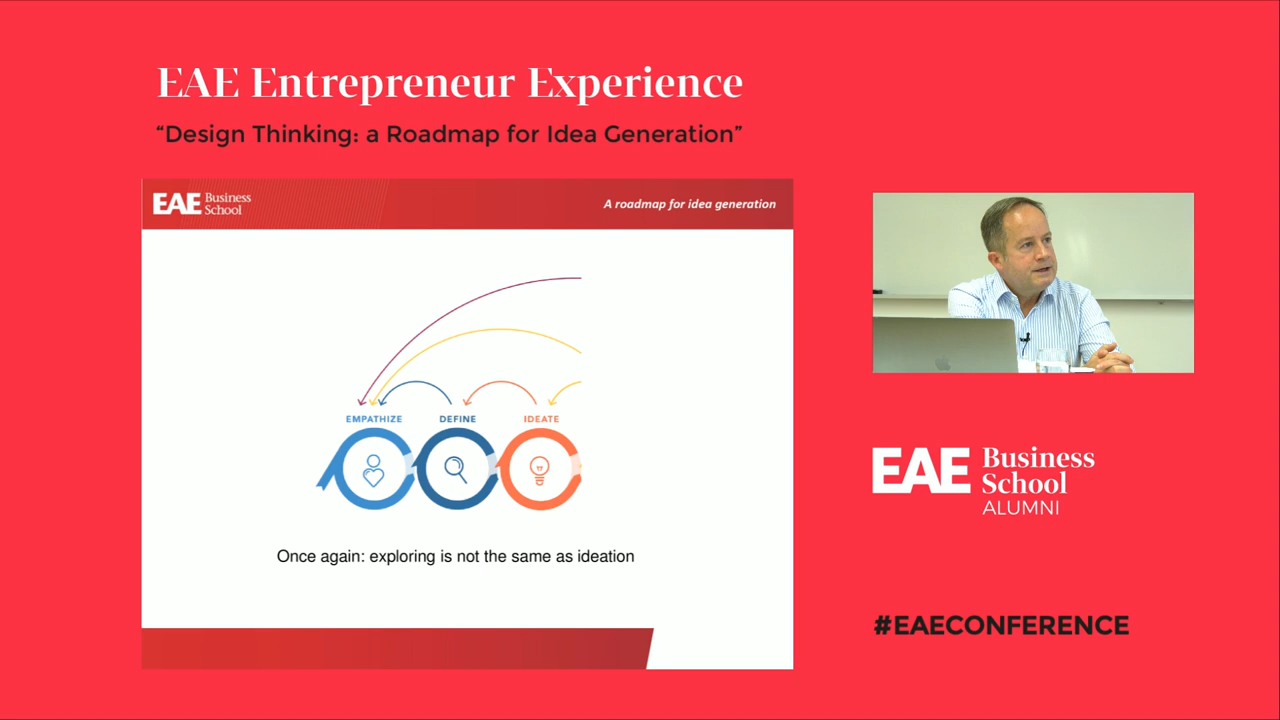 EAE Entrepreneur Experience
“Design Thinking: a Roadmap for Idea Generation”
EAE Business
School
A roadmap for idea generation
EMPATHIZE DEFINE IDEATE
Once again: exploring is not the same as ideation
EAE Business
School
ALUMNI
#EAECONFERENCE